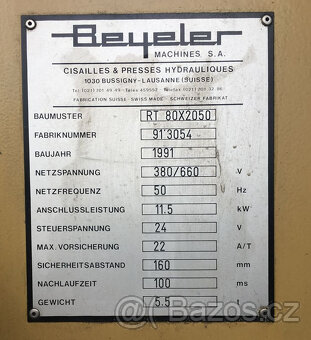 Beyeler
MACHINES S.A.
CISAILLES & PRESSES HYDRAULIQUES
1030 BUSSIGNY - LAUSANNE (SUISSE)
FABRICATION SUISSE SWISS MADE SCHWEIZER FABRIKAT
BAUMUSTER RT 80X2050
FABRIKNUMMER 91'3054
BAUJAHR 1991
NETZSPANNUNG 380/660 V
NETZFREQUENZ 50 Hz
ANSCHLUSSLEISTUNG 11.5 kW
STEUERSPANNUNG 24 V
MAX. VORSICHERUNG 22 A/T
SICHERHEITSABSTAND 160 mm
NACHLAUFZEIT 100 ms
GEWICHT 5.5
Bazos.cz